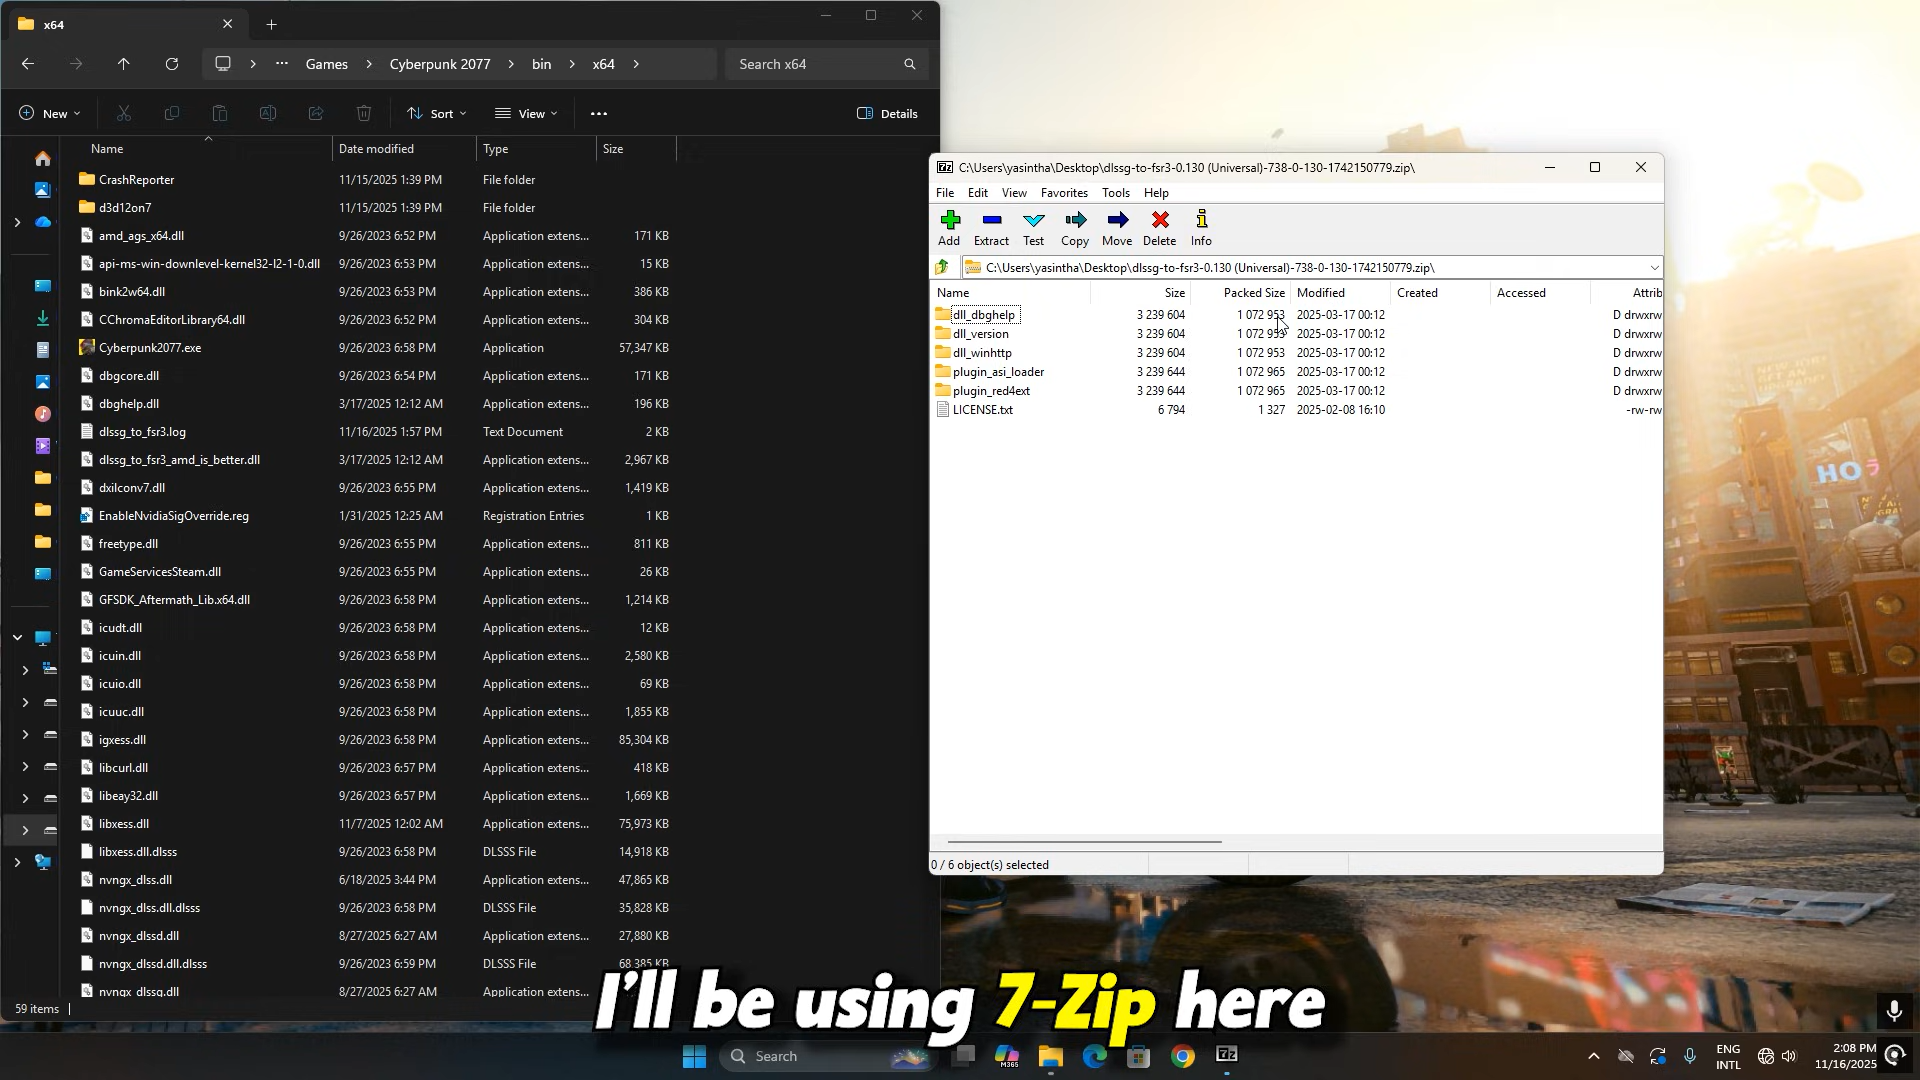 x64
Games
Cyberpunk 2077
bin
x64
Search x64
New
Sort
View
Details
Name Date modified Type Size
CrashReporter 11/15/2025 1:39 PM File folder
d3d12on7 11/15/2025 1:39 PM File folder
amd_ags_x64.dll 9/26/2023 6:52 PM Application extens... 171 KB
api-ms-win-downlevel-kernel32-l2-1-0.dll 9/26/2023 6:53 PM Application extens... 15 KB
bink2w64.dll 9/26/2023 6:53 PM Application extens... 386 KB
CChromaEditorLibrary64.dll 9/26/2023 6:52 PM Application extens... 304 KB
Cyberpunk2077.exe 9/26/2023 6:58 PM Application 57,347 KB
dbgcore.dll 9/26/2023 6:54 PM Application extens... 171 KB
dbghelp.dll 3/17/2025 12:12 AM Application extens... 196 KB
dlssg_to_fsr3.log 11/16/2025 1:57 PM Text Document 2 KB
dlssg_to_fsr3_amd_is_better.dll 3/17/2025 12:12 AM Application extens... 2,967 KB
dxilconv7.dll 9/26/2023 6:55 PM Application extens... 1,419 KB
EnableNvidiaSigOverride.reg 1/31/2025 12:25 AM Registration Entries 1 KB
freetype.dll 9/26/2023 6:55 PM Application extens... 811 KB
GameServicesSteam.dll 9/26/2023 6:55 PM Application extens... 26 KB
GFSDK_Aftermath_Lib.x64.dll 9/26/2023 6:58 PM Application extens... 1,214 KB
icudt.dll 9/26/2023 6:58 PM Application extens... 12 KB
icuin.dll 9/26/2023 6:58 PM Application extens... 2,580 KB
icuio.dll 9/26/2023 6:58 PM Application extens... 69 KB
icuuc.dll 9/26/2023 6:58 PM Application extens... 1,855 KB
igxess.dll 9/26/2023 6:58 PM Application extens... 85,304 KB
libcurl.dll 9/26/2023 6:57 PM Application extens... 418 KB
libeay32.dll 9/26/2023 6:57 PM Application extens... 1,669 KB
libxess.dll 11/7/2025 12:02 AM Application extens... 75,973 KB
libxess.dll.dlsss 9/26/2023 6:58 PM DLSSS File 14,918 KB
nvngx_dlss.dll 6/18/2025 3:44 PM Application extens... 47,865 KB
nvngx_dlss.dll.dlsss 9/26/2023 6:58 PM DLSSS File 35,828 KB
nvngx_dlssd.dll 8/27/2025 6:27 AM Application extens... 27,880 KB
nvngx_dlssd.dll.dlsss 9/26/2023 6:59 PM DLSSS File 68,385 KB
nvngx_dlssg.dll 8/27/2025 6:27 AM Application extens...
59 items
7z C:\Users\yasintha\Desktop\dlssg-to-fsr3-0.130 (Universal)-738-0-130-1742150779.zip\
File Edit View Favorites Tools Help
Add Extract Test Copy Move Delete Info
C:\Users\yasintha\Desktop\dlssg-to-fsr3-0.130 (Universal)-738-0-130-1742150779.zip\
Name Size Packed Size Modified Created Accessed Attrib
dll_dbghelp 3 239 604 1 072 953 2025-03-17 00:12 D drwxrw
dll_version 3 239 604 1 072 953 2025-03-17 00:12 D drwxrw
dll_winhttp 3 239 604 1 072 953 2025-03-17 00:12 D drwxrw
plugin_asi_loader 3 239 644 1 072 965 2025-03-17 00:12 D drwxrw
plugin_red4ext 3 239 644 1 072 965 2025-03-17 00:12 D drwxrw
LICENSE.txt 6 794 1 327 2025-02-08 16:10 -rw-rw
0 / 6 object(s) selected
HO
I'll be using 7-Zip here
Search
M365
7z
ENG
INTL
2:08 PM
11/16/2025